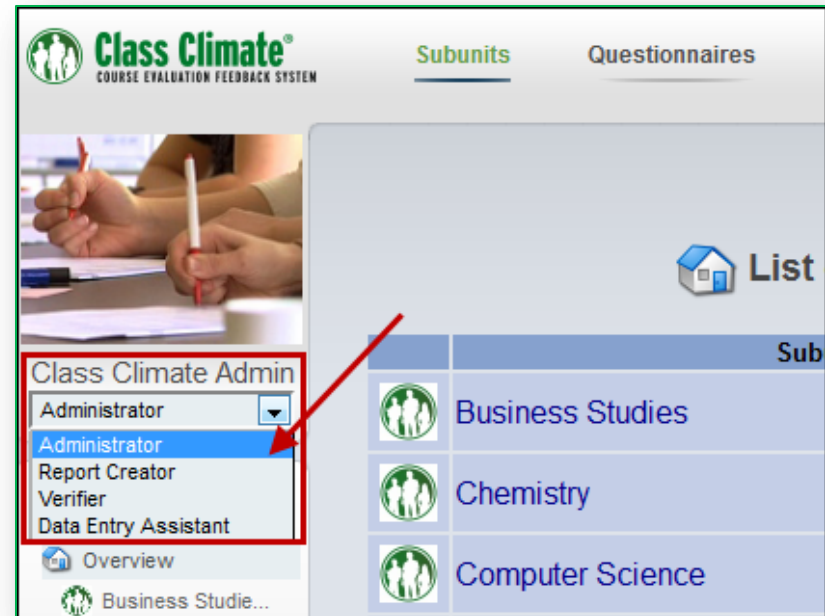 Class Climate®
COURSE EVALUATION FEEDBACK SYSTEM
Subunits
Questionnaires
List
Sub
Class Climate Admin
Administrator
Administrator
Report Creator
Verifier
Data Entry Assistant
Overview
Business Studie...
Business Studies
Chemistry
Computer Science